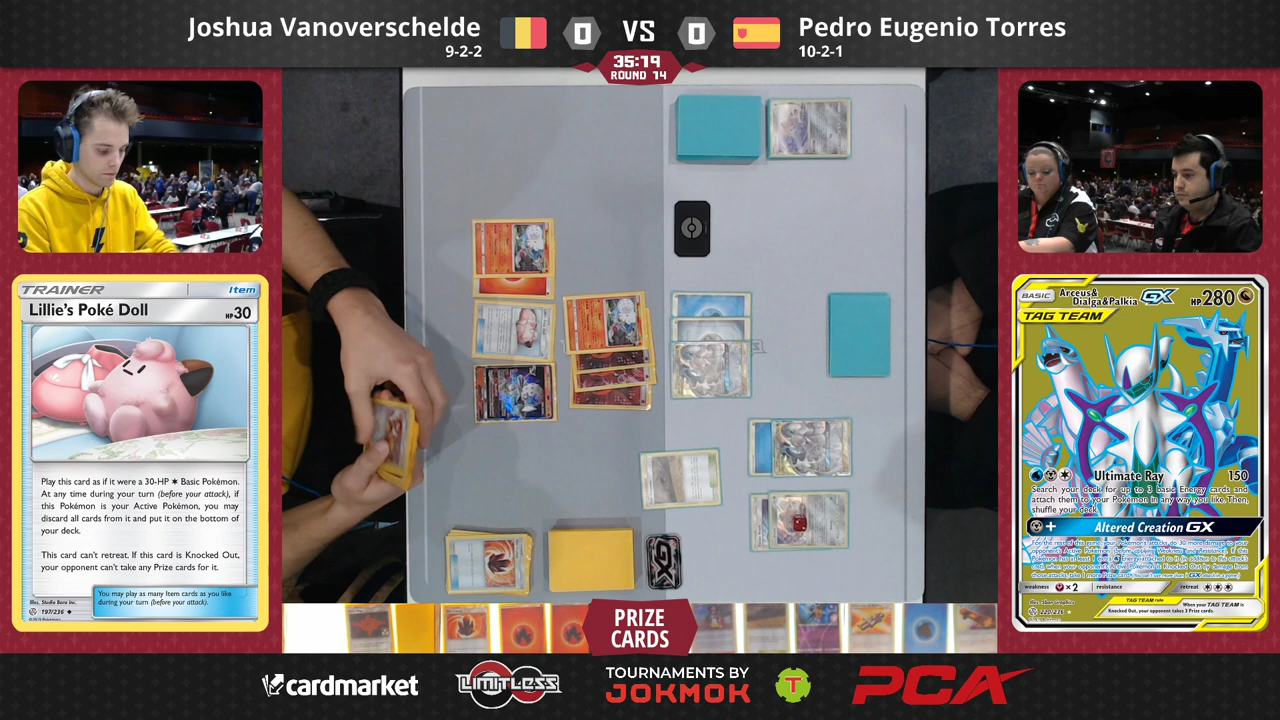 Joshua Vanoverschelde
9-2-2
0
VS
0
Pedro Eugenio Torres
10-2-1
35:19
ROUND 14
TRAINER
Item
Lillie's Poké Doll
HP30
Play this card as if it were a 30-HP Basic Pokémon.
At any time during your turn (before your attack), if
this Pokémon is your Active Pokémon, you may
discard all cards from it and put it on the bottom of
your deck.
This card can't retreat. If this card is Knocked Out,
your opponent can't take any Prize cards for it.
You may play as many Item cards as you like
during your turn (before your attack).
197/236
BASIC
Arceus&
Dialga&Palkia GX
HP 280
TAG TEAM
Ultimate Ray
150
Search your deck for up to 3 basic Energy cards and
attach them to your Pokémon in any way you like. Then,
shuffle your deck.
Altered Creation GX
weakness
×2
resistance
retreat
TAG TEAM rule
When your TAG TEAM is
Knocked Out, your opponent takes 3 Prize cards.
GX
PRIZE
CARDS
cardmarket
LIMITLESS
TOURNAMENTS BY
JOKMOK
T
PCA